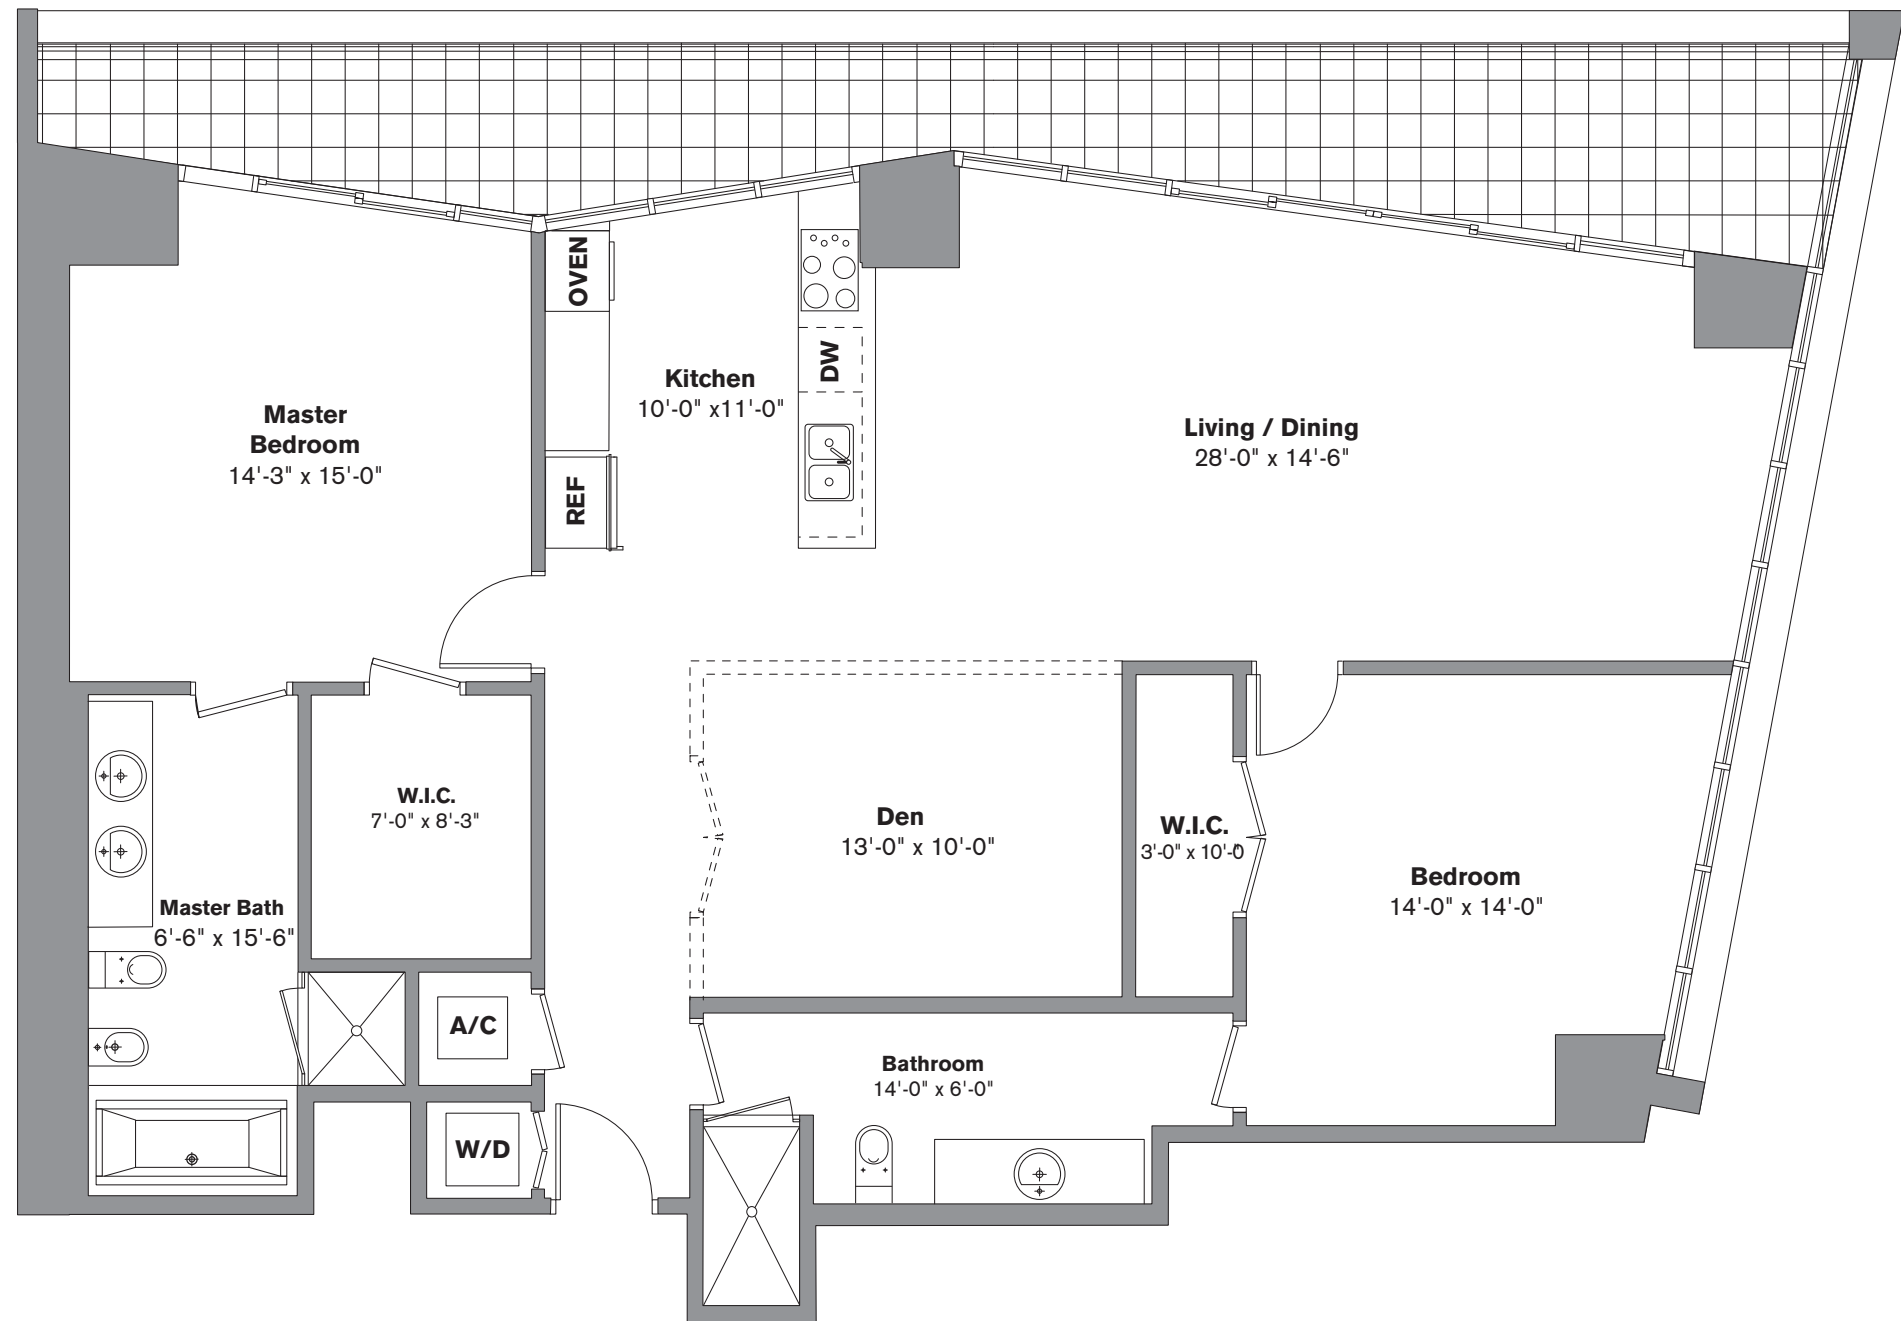 OVEN
Kitchen
10'-0" x11'-0"
DW
REF
Master
Bedroom
14'-3" x 15'-0"
Living / Dining
28'-0" x 14'-6"
W.I.C.
7'-0" x 8'-3"
Den
13'-0" x 10'-0"
W.I.C.
3'-0" x 10'-0
Bedroom
14'-0" x 14'-0"
Master Bath
6'-6" x 15'-6"
A/C
Bathroom
14'-0" x 6'-0"
W/D